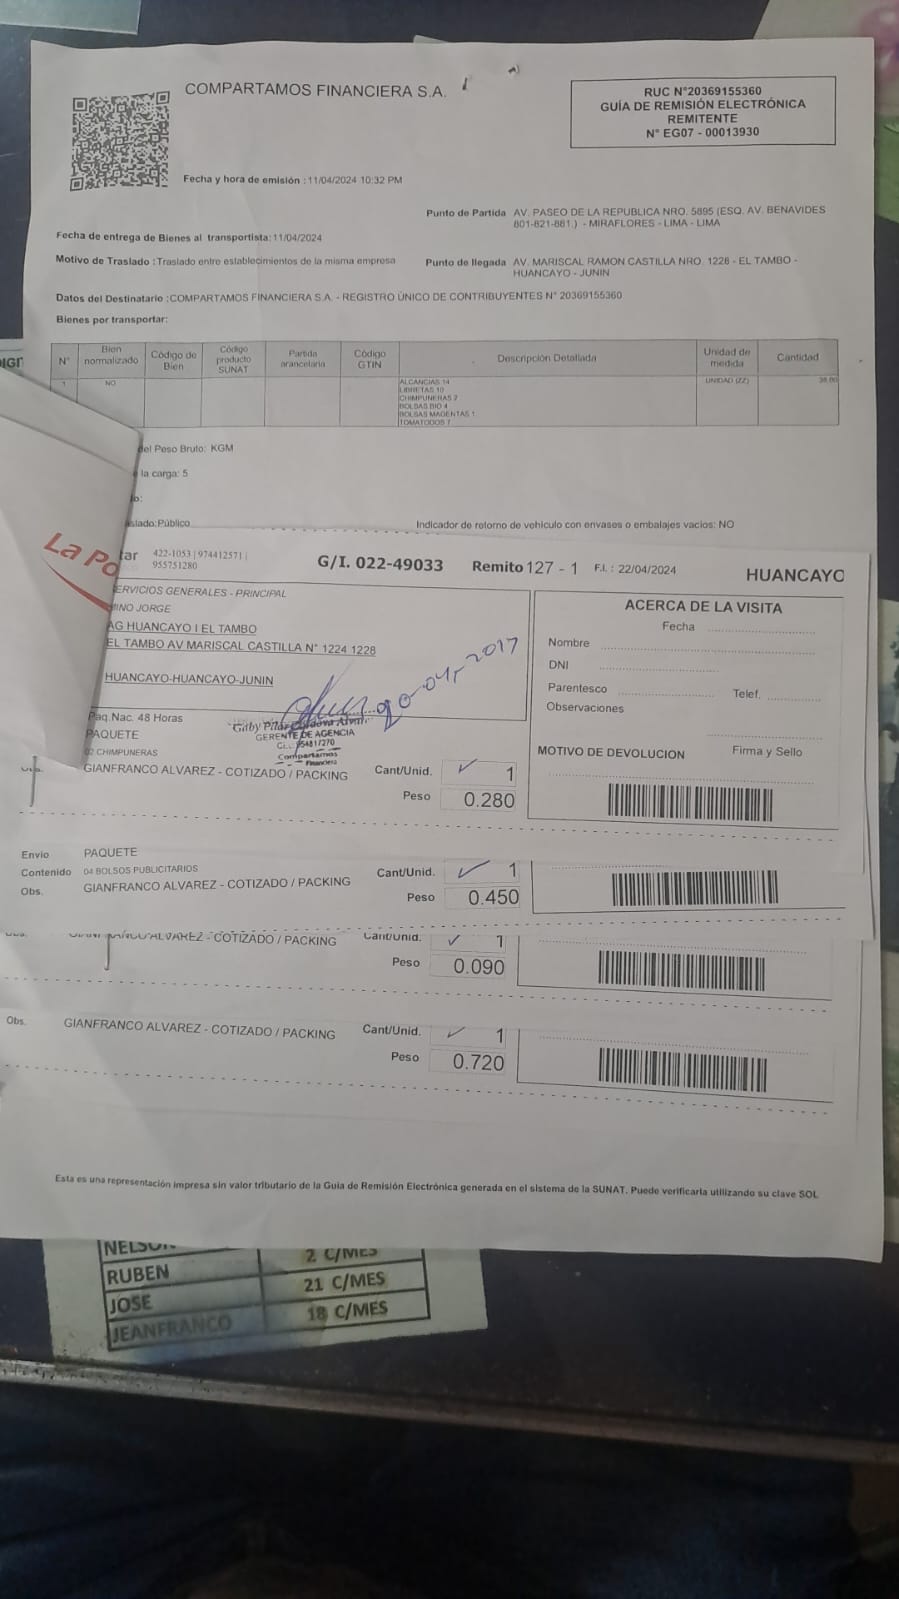 COMPARTAMOS FINANCIERA S.A.
RUC N°20369155360
GUÍA DE REMISIÓN ELECTRÓNICA
REMITENTE
N° EG07 - 00013930
Fecha y hora de emisión : 11/04/2024 10:32 PM
Punto de Partida AV. PASEO DE LA REPUBLICA NRO. 5895 (ESQ. AV. BENAVIDES
801-821-881.) - MIRAFLORES - LIMA - LIMA
Fecha de entrega de Bienes al transportista: 11/04/2024
Motivo de Traslado : Traslado entre establecimientos de la misma empresa
Punto de llegada AV. MARISCAL RAMON CASTILLA NRO. 1228 - EL TAMBO -
HUANCAYO - JUNIN
Datos del Destinatario : COMPARTAMOS FINANCIERA S.A. - REGISTRO ÚNICO DE CONTRIBUYENTES N° 20369155360
Bienes por transportar:
N° Bien normalizado Código de Bien Código producto SUNAT Partida arancelaria Código GTIN Descripción Detallada Unidad de medida Cantidad
1 NO ALCANCIAS 14 UNIDAD (ZZ) 38.00
LIBRETAS 10
CHIMPUNERAS 2
BOLSAS BIO 4
BOLSAS MAGENTAS 1
TOMATODOS 7
del Peso Bruto: KGM
la carga: 5
Público
Indicador de retorno de vehículo con envases o embalajes vacíos: NO
La Po
tar 422-1053 | 974412571 |
955751280
G/I. 022-49033 Remito 127 - 1 F.I. : 22/04/2024 HUANCAYO
ERVICIOS GENERALES - PRINCIPAL
INO JORGE
AG HUANCAYO I EL TAMBO
EL TAMBO AV MARISCAL CASTILLA N° 1224 1228
HUANCAYO-HUANCAYO-JUNIN
GERENTE DE AGENCIA
Compartamos
Financiera
Paq.Nac. 48 Horas
PAQUETE
02 CHIMPUNERAS
GIANFRANCO ALVAREZ - COTIZADO / PACKING
Cant/Unid. 1
Peso 0.280
ACERCA DE LA VISITA
Fecha
Nombre
DNI
Parentesco Telef.
Observaciones
MOTIVO DE DEVOLUCION Firma y Sello
Envio PAQUETE
Contenido 04 BOLSOS PUBLICITARIOS
Obs. GIANFRANCO ALVAREZ - COTIZADO / PACKING
Cant/Unid. 1
Peso 0.450
ALVAREZ - COTIZADO / PACKING
Cant/Unid. 1
Peso 0.090
Obs. GIANFRANCO ALVAREZ - COTIZADO / PACKING
Cant/Unid. 1
Peso 0.720
Esta es una representación impresa sin valor tributario de la Guía de Remisión Electrónica generada en el sistema de la SUNAT. Puede verificarla utilizando su clave SOL
2 C/MES
RUBEN 21 C/MES
JOSE 18 C/MES
JEANFRANCO